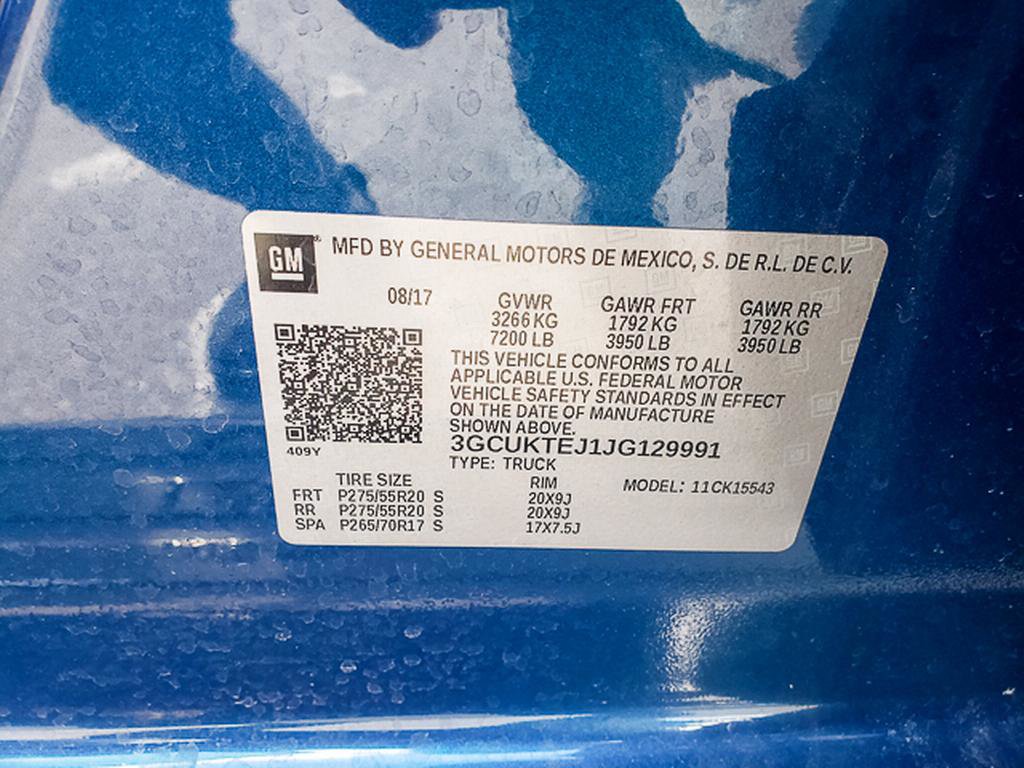 GM
MFD BY GENERAL MOTORS DE MEXICO, S. DE R.L. DE C.V.
08/17
GVWR GAWR FRT GAWR RR
3266 KG 1792 KG 1792 KG
7200 LB 3950 LB 3950 LB
THIS VEHICLE CONFORMS TO ALL
APPLICABLE U.S. FEDERAL MOTOR
VEHICLE SAFETY STANDARDS IN EFFECT
ON THE DATE OF MANUFACTURE
SHOWN ABOVE.
3GCUKTEJ1JG129991
409Y
TYPE: TRUCK
TIRE SIZE RIM MODEL: 11CK15543
FRT P275/55R20 S 20X9J
RR P275/55R20 S 20X9J
SPA P265/70R17 S 17X7.5J